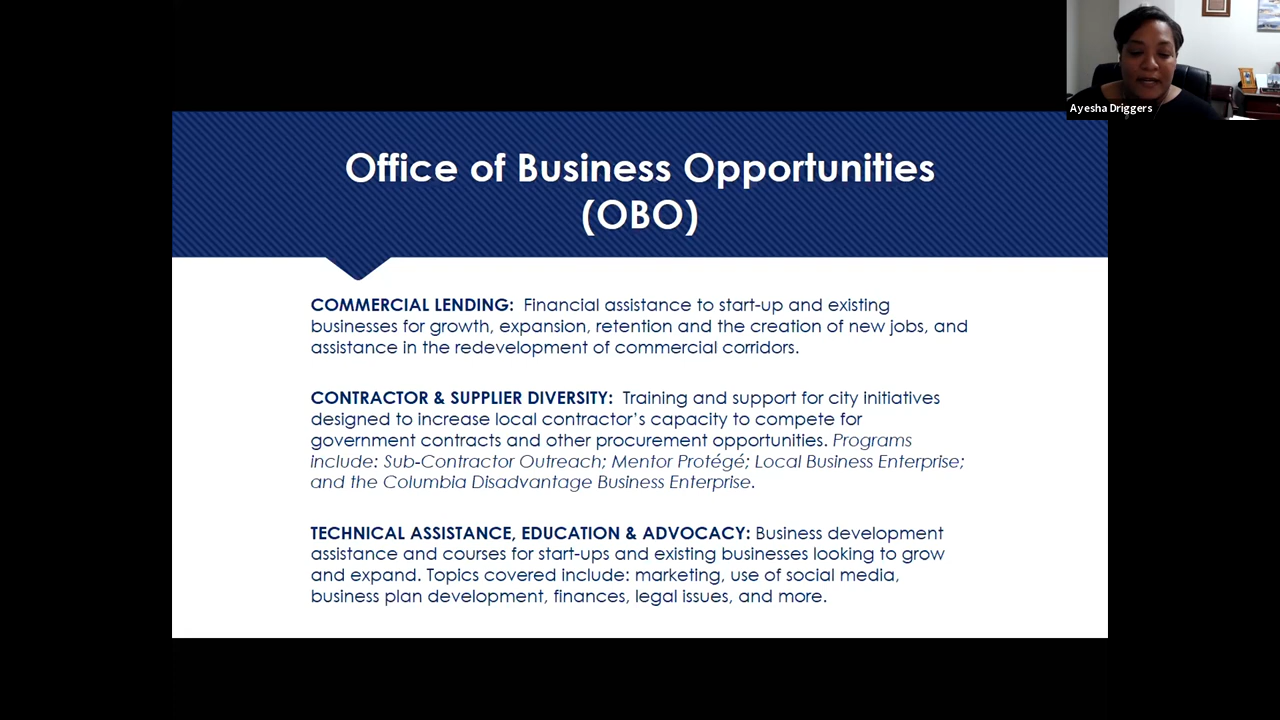 Ayesha Driggers
Office of Business Opportunities
(OBO)
COMMERCIAL LENDING: Financial assistance to start-up and existing
businesses for growth, expansion, retention and the creation of new jobs, and
assistance in the redevelopment of commercial corridors.
CONTRACTOR & SUPPLIER DIVERSITY: Training and support for city initiatives
designed to increase local contractor's capacity to compete for
government contracts and other procurement opportunities. Programs
include: Sub-Contractor Outreach; Mentor Protégé; Local Business Enterprise;
and the Columbia Disadvantage Business Enterprise.
TECHNICAL ASSISTANCE, EDUCATION & ADVOCACY: Business development
assistance and courses for start-ups and existing businesses looking to grow
and expand. Topics covered include: marketing, use of social media,
business plan development, finances, legal issues, and more.